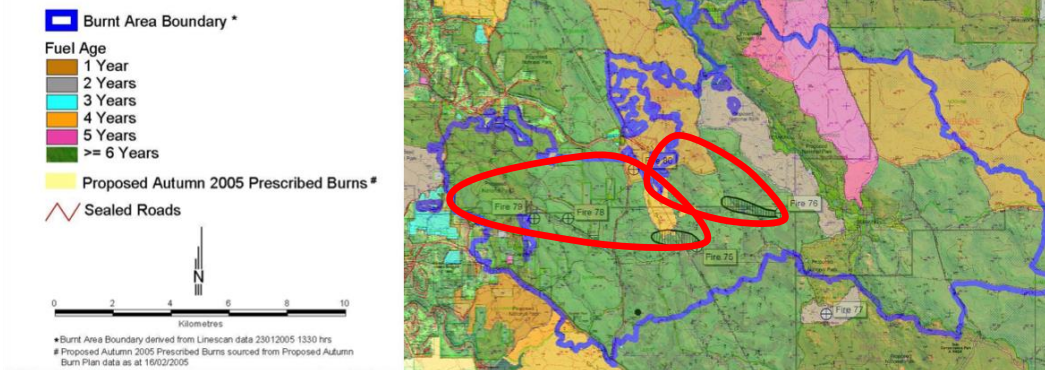 Burnt Area Boundary *
Fuel Age
1 Year
2 Years
3 Years
4 Years
5 Years
>= 6 Years
Proposed Autumn 2005 Prescribed Burns #
Sealed Roads
N
0 2 4 6 8 10
Kilometres
*Burnt Area Boundary derived from Linescan data 23012005 1330 hrs
# Proposed Autumn 2005 Prescribed Burns sourced from Proposed Autumn
Burn Plan data as at 16/02/2005
Fire 80
Fire 79
Fire 78
Fire 76
Fire 75
Fire 77